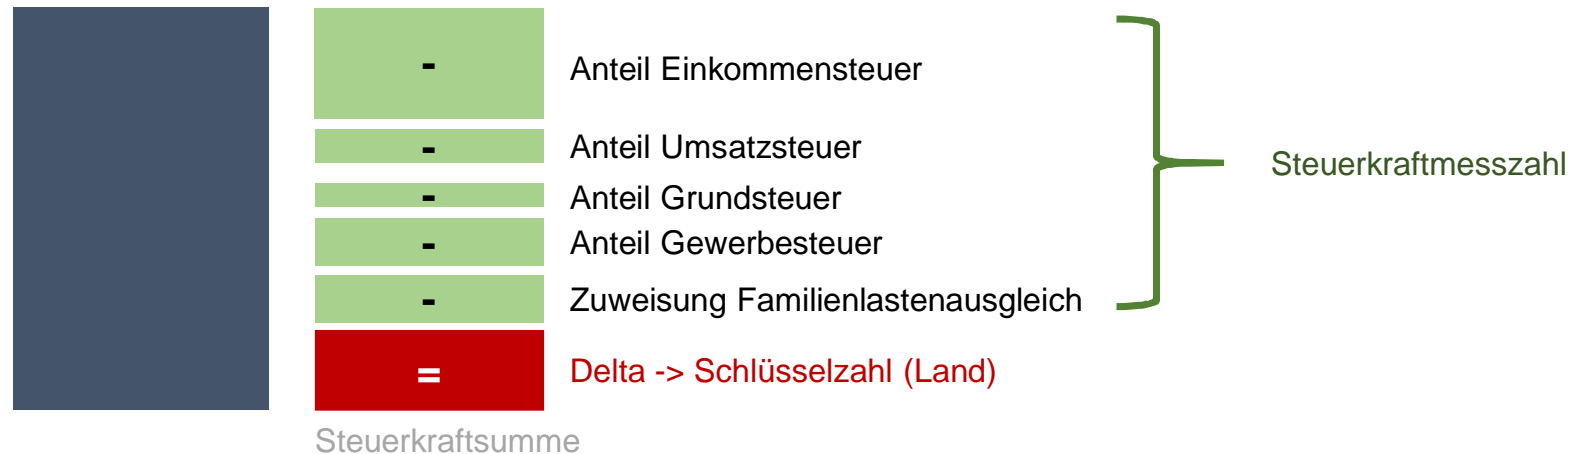 - Anteil Einkommensteuer
- Anteil Umsatzsteuer
Steuerkraftmesszahl
- Anteil Grundsteuer
- Anteil Gewerbesteuer
- Zuweisung Familienlastenausgleich
= Delta -> Schlüsselzahl (Land)
Steuerkraftsumme